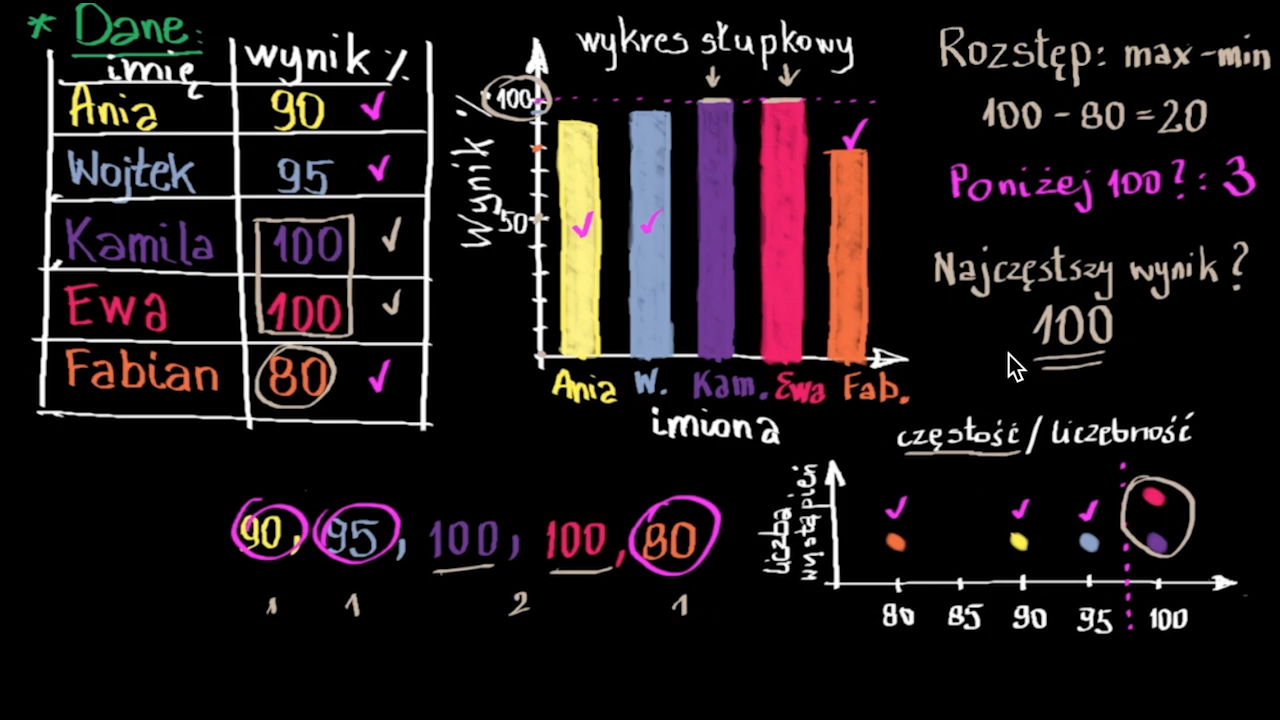 * Dane:
imię wynik %
Ania 90
Wojtek 95
Kamila 100
Ewa 100
Fabian 80
wykres słupkowy
Wynik %
100
50
Ania W. Kam. Ewa Fab.
imiona
Rozstęp: max-min
100-80=20
Poniżej 100?: 3
Najczęstszy wynik?
100
90, 95, 100, 100, 80
1 1 2 1
częstość/liczebność
liczba wystąpień
80 85 90 95 100